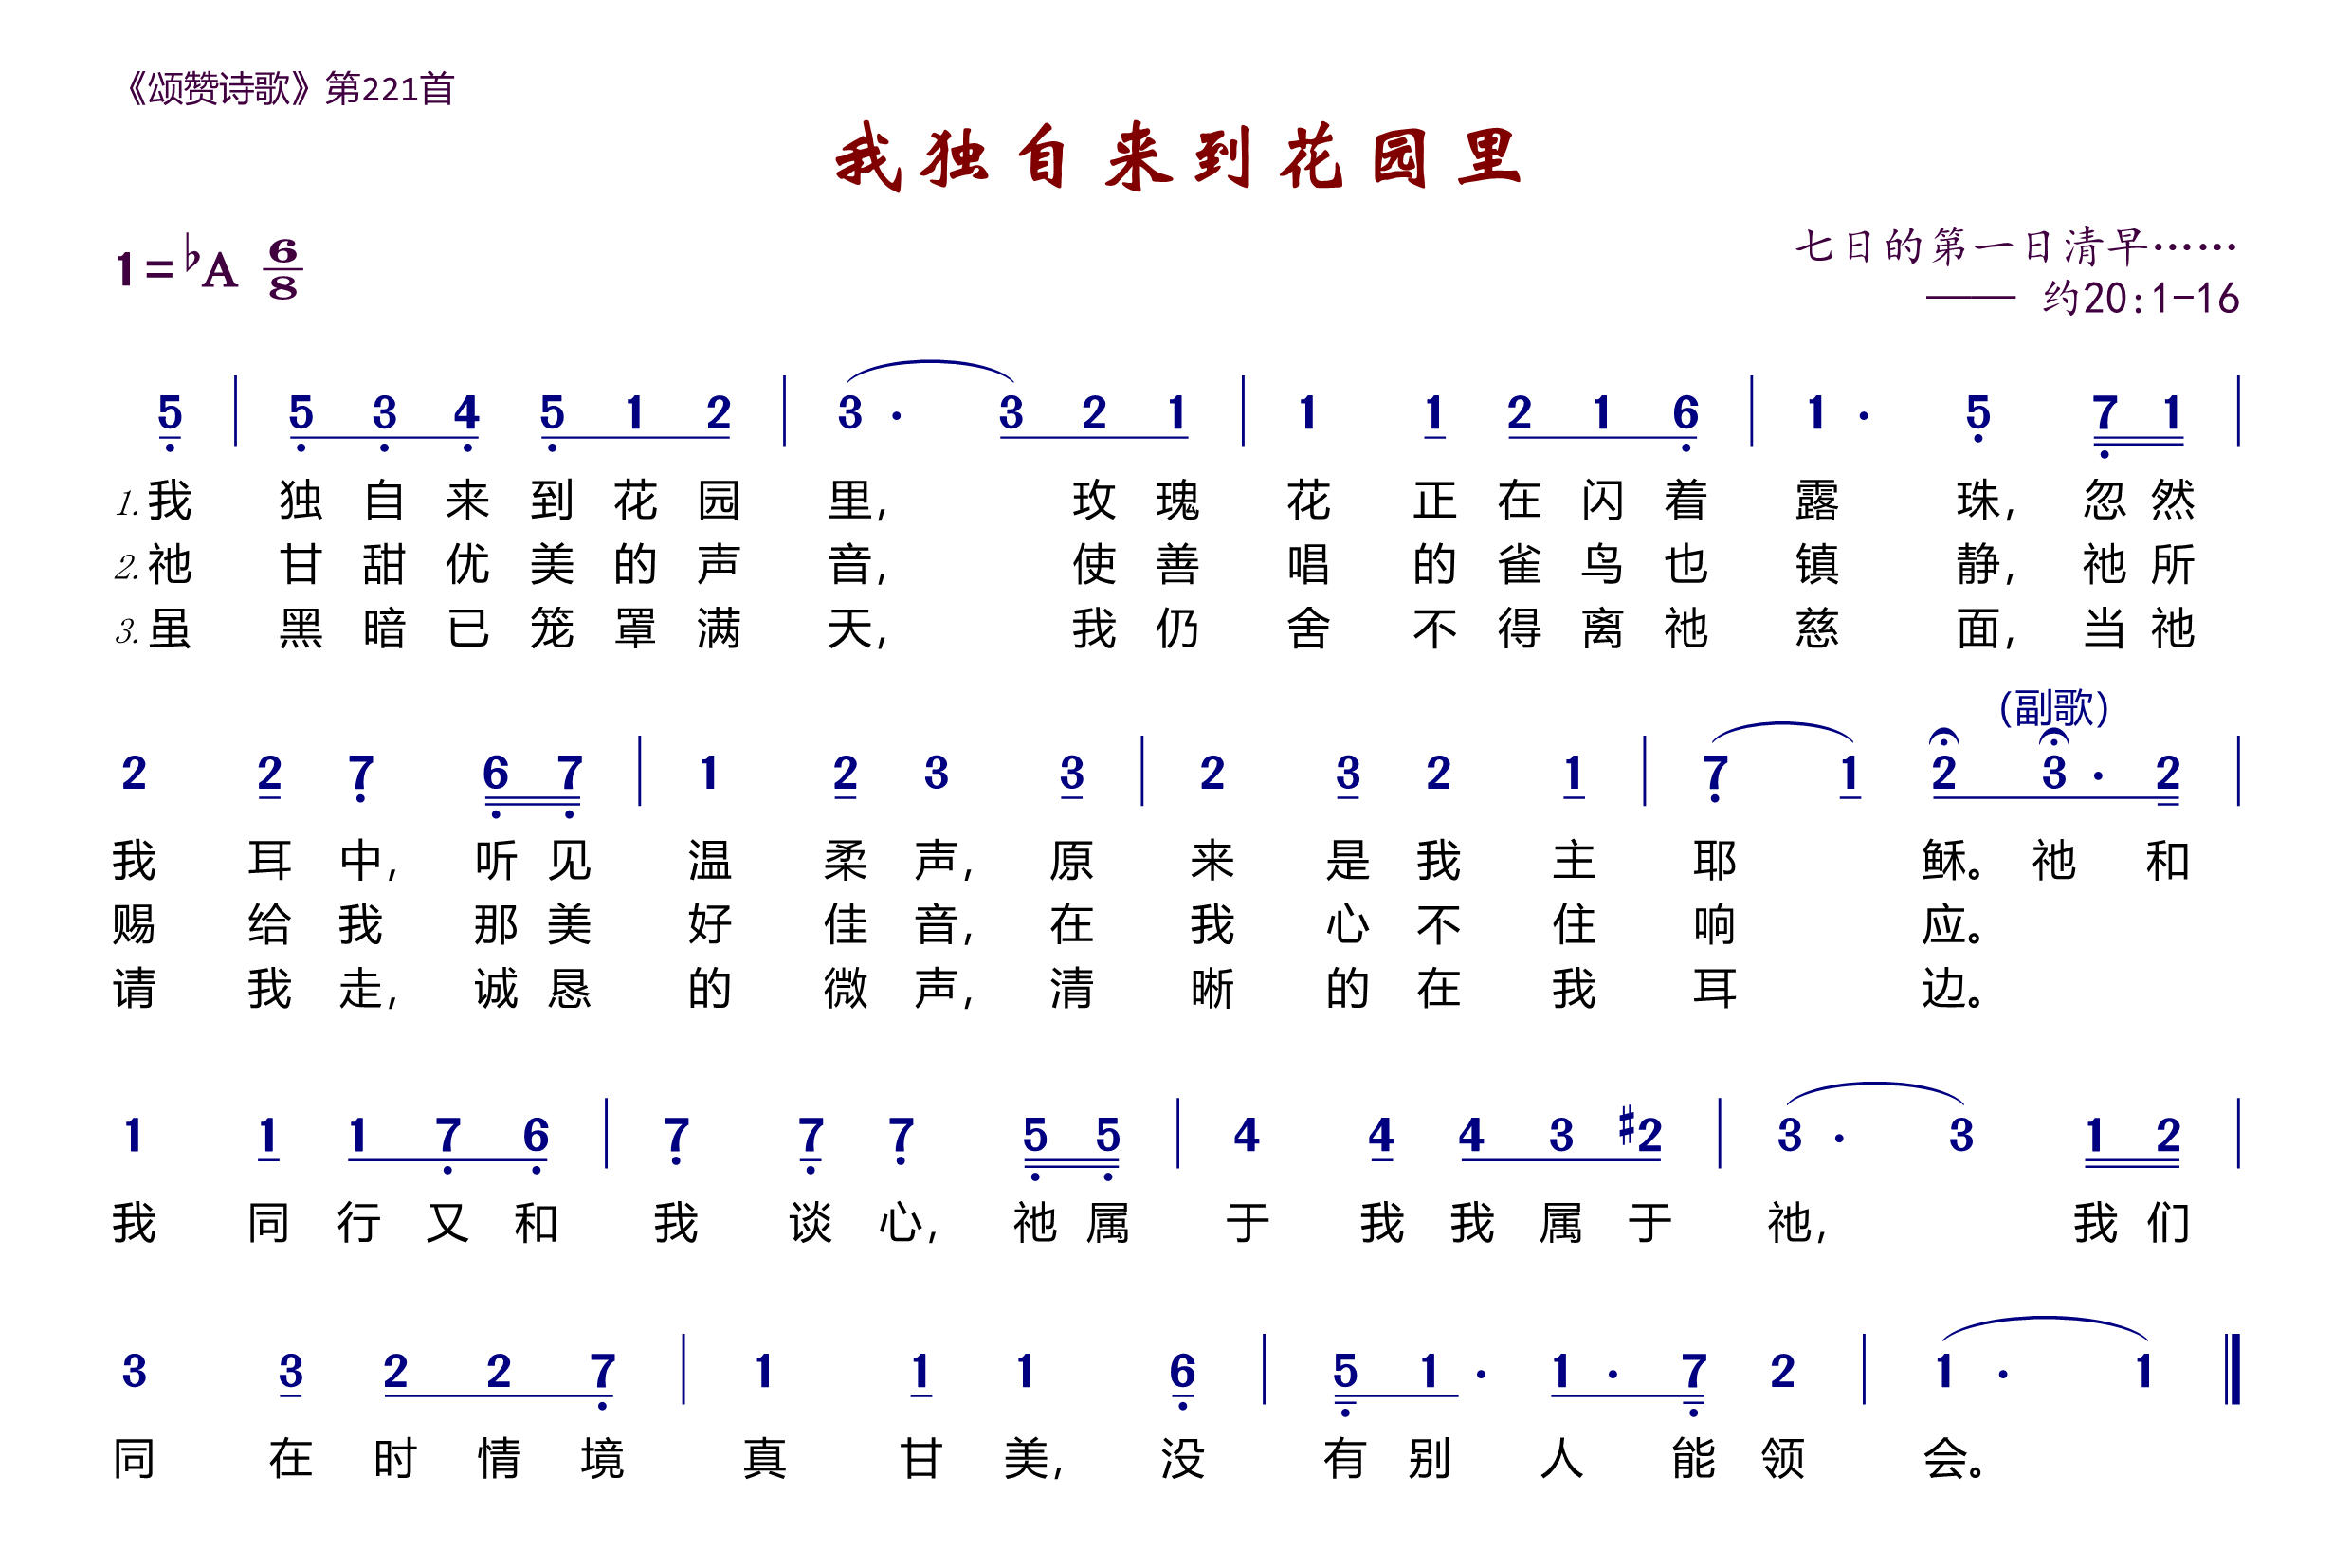 《颂赞诗歌》第221首
我独自来到花园里
1=♭A 6/8
七日的第一日清早……
—— 约20:1-16
5̣ | 5̣ 3̣ 4̣ 5̣ 1 2 | 3 · 3 2 1 | 1 1 2 1 6̣ | 1 · 5̣ 7̣ 1 |
1.我 独自来到花园里, 玫瑰花正在闪着露珠, 忽然
2.祂 甘甜优美的声音, 使善唱的雀鸟也镇静, 祂所
3.虽 黑暗已笼罩满天, 我仍舍不得离祂慈面, 当祂
(副歌)
2 2 7̣ 6̣ 7̣ | 1 2 3 3 | 2 3 2 1 | 7̣ 1 2 3 · 2 |
我耳中, 听见温柔声, 原来是我主耶稣。祂和
赐给我那美好佳音, 在我心不住响应。
请我走, 诚恳的微声, 清晰的在我耳边。
1 1 1 7̣ 6̣ | 7̣ 7̣ 7̣ 5̣ 5̣ | 4 4 4 3 ♯2 | 3 · 3 1 2 |
我同行又和我谈心, 祂属于我我属于祂, 我们
3 3 2 2 7̣ | 1 1 1 6̣ | 5̣ 1 · 1 · 7̣ 2 | 1 · 1 ‖
同在时情境真甘美, 没有别人能领会。